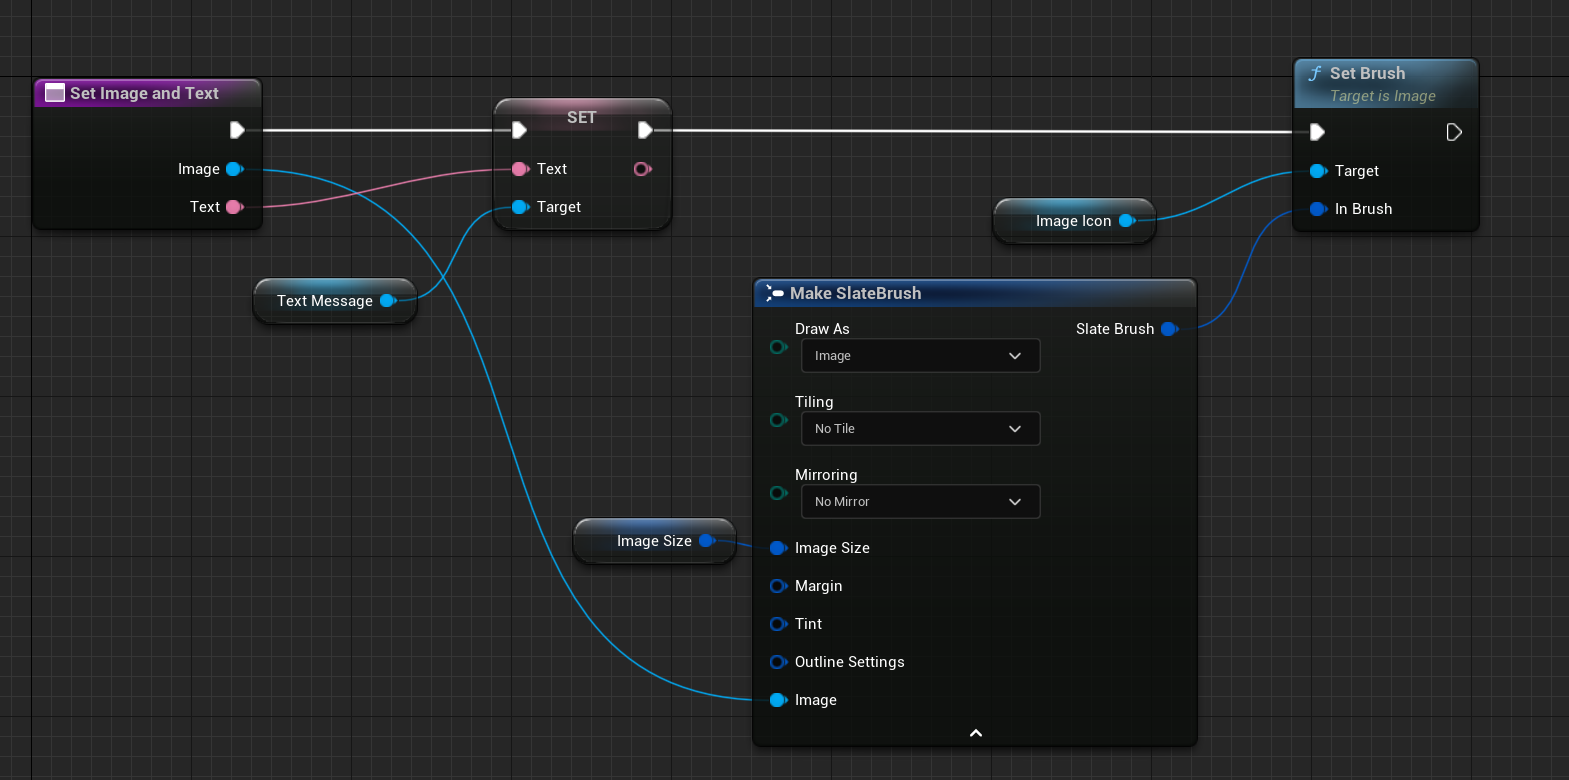 Set Image and Text
Image
Text
SET
Text
Target
Text Message
Set Brush
Target is Image
Target
In Brush
Image Icon
Make SlateBrush
Draw As
Slate Brush
Image
Tiling
No Tile
Mirroring
No Mirror
Image Size
Image Size
Margin
Tint
Outline Settings
Image